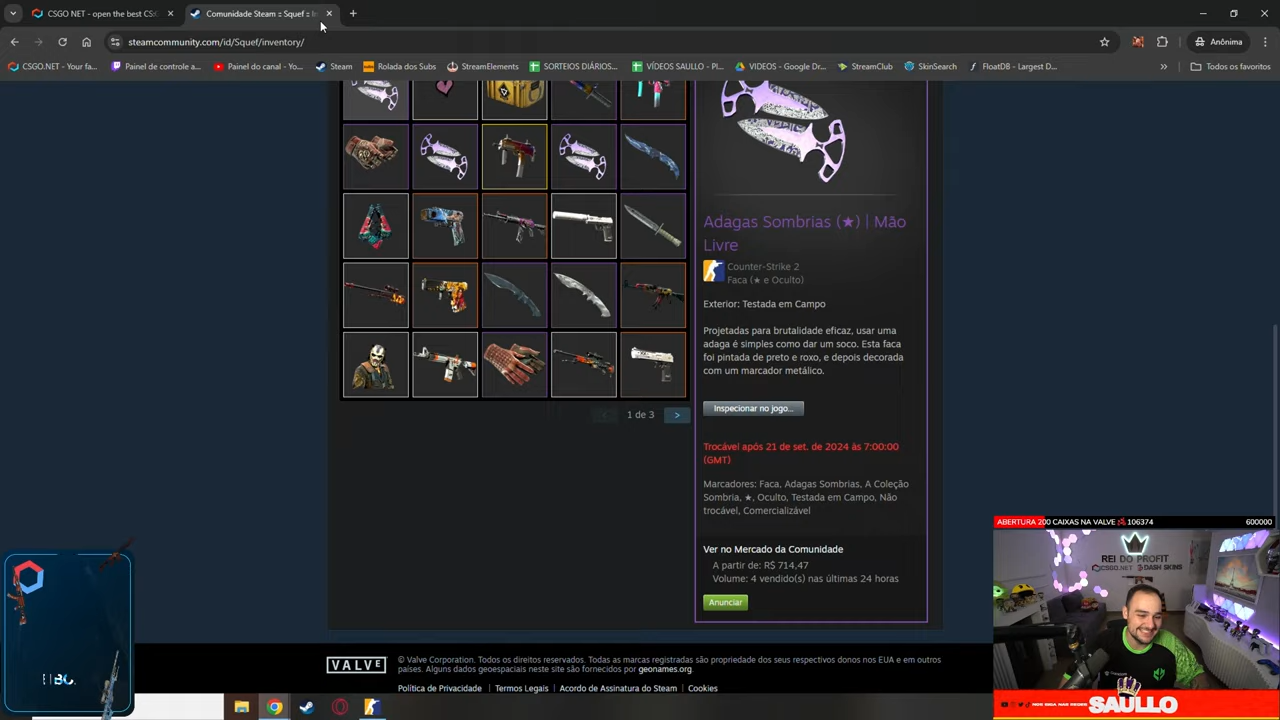 CSGO NET - open the best CS:
Comunidade Steam :: Squef :: In
steamcommunity.com/id/Squef/inventory/
Anônima
CSGO.NET - Your fa...
Painel de controle a...
Painel do canal - Yo...
Steam
Rolada dos Subs
StreamElements
SORTEIOS DIÁRIOS...
VÍDEOS SAULLO - Pl...
VIDEOS - Google Dr...
StreamClub
SkinSearch
FloatDB - Largest D...
Todos os favoritos
Adagas Sombrias (★) | Mão
Livre
Counter-Strike 2
Faca (★ e Oculto)
Exterior: Testada em Campo
Projetadas para brutalidade eficaz, usar uma
adaga é simples como dar um soco. Esta faca
foi pintada de preto e roxo, e depois decorada
com um marcador metálico.
1 de 3
>
Inspecionar no jogo...
Trocável após 21 de set. de 2024 às 7:00:00
(GMT)
Marcadores: Faca, Adagas Sombrias, A Coleção
Sombria, ★, Oculto, Testada em Campo, Não
trocável, Comercializável
Ver no Mercado da Comunidade
A partir de: R$ 714,47
Volume: 4 vendido(s) nas últimas 24 horas
Anunciar
ABERTURA 200 CAIXAS NA VALVE 106374 600000
REI DO PROFIT
CSGO.NET DASH SKINS
VALVE
© Valve Corporation. Todos os direitos reservados. Todas as marcas registradas são propriedade dos seus respectivos donos nos EUA e em outros
países. Alguns dados geoespaciais neste site são fornecidos por geonames.org.
Política de Privacidade | Termos Legais | Acordo de Assinatura do Steam | Cookies
ME SIGA NAS REDES
SAULLO